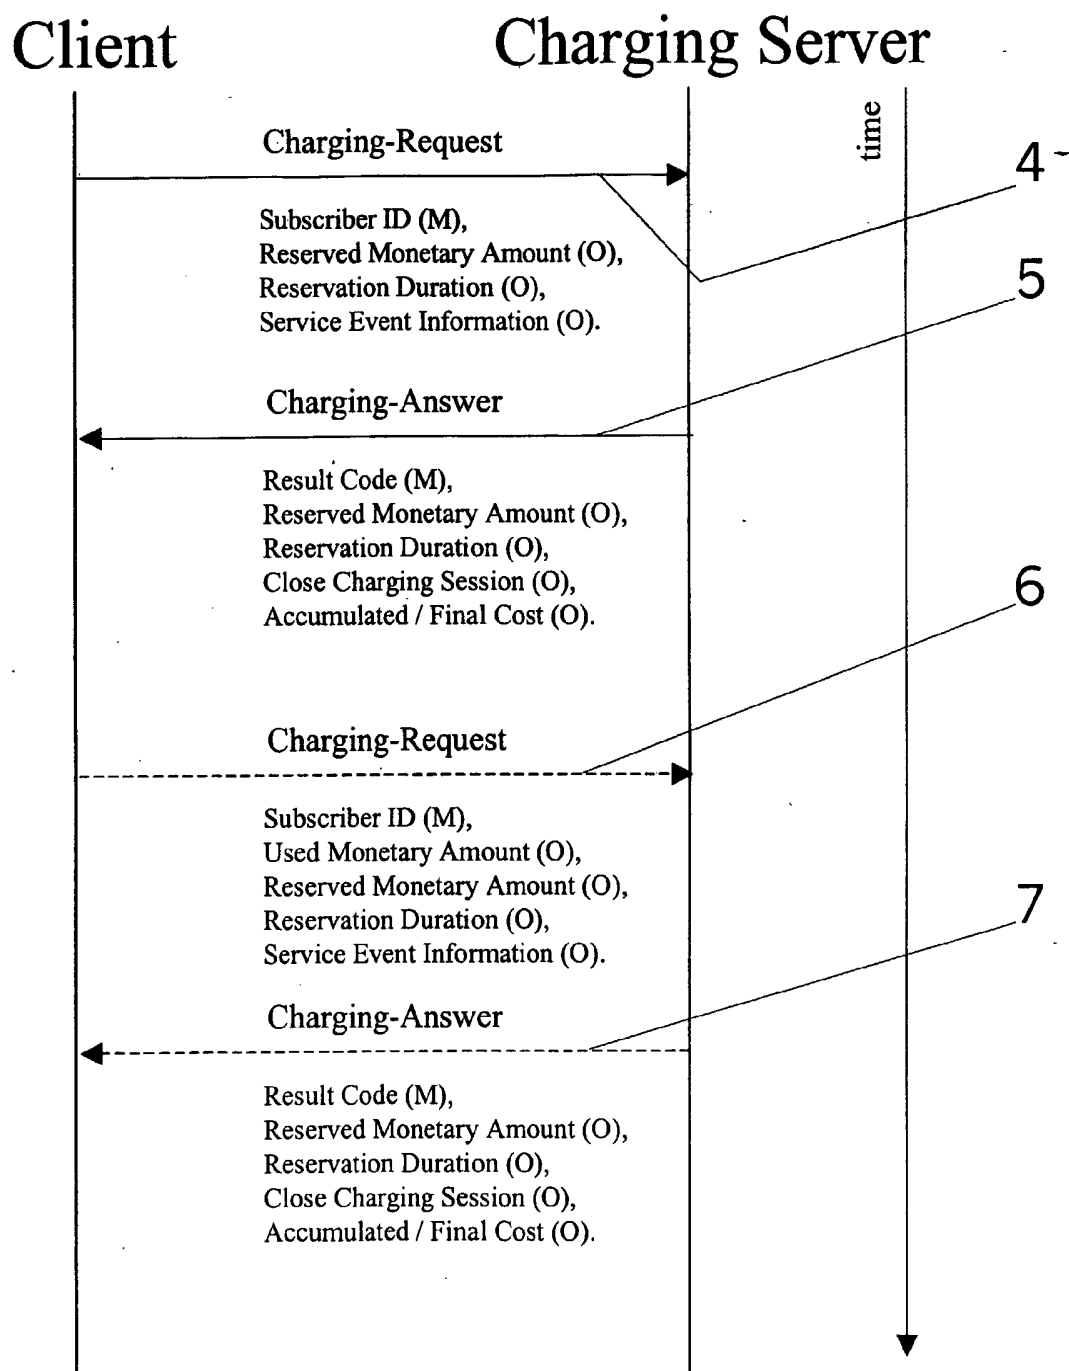 Client
Charging Server
time
Charging-Request
4
Subscriber ID (M),
Reserved Monetary Amount (O),
Reservation Duration (O),
Service Event Information (O).
5
Charging-Answer
Result Code (M),
Reserved Monetary Amount (O),
Reservation Duration (O),
Close Charging Session (O),
Accumulated / Final Cost (O).
6
Charging-Request
Subscriber ID (M),
Used Monetary Amount (O),
Reserved Monetary Amount (O),
Reservation Duration (O),
Service Event Information (O).
7
Charging-Answer
Result Code (M),
Reserved Monetary Amount (O),
Reservation Duration (O),
Close Charging Session (O),
Accumulated / Final Cost (O).